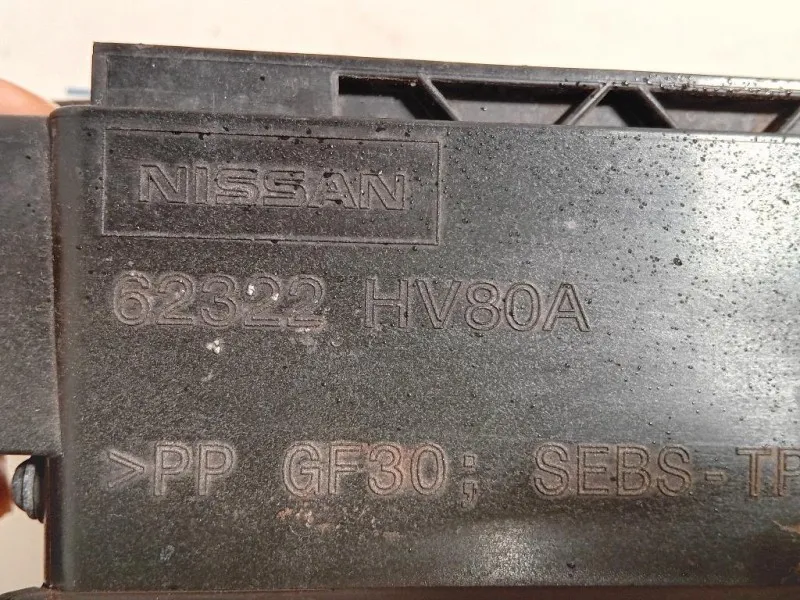 NISSAN
62322 HV80A
>PP GF30; SEBS-TP